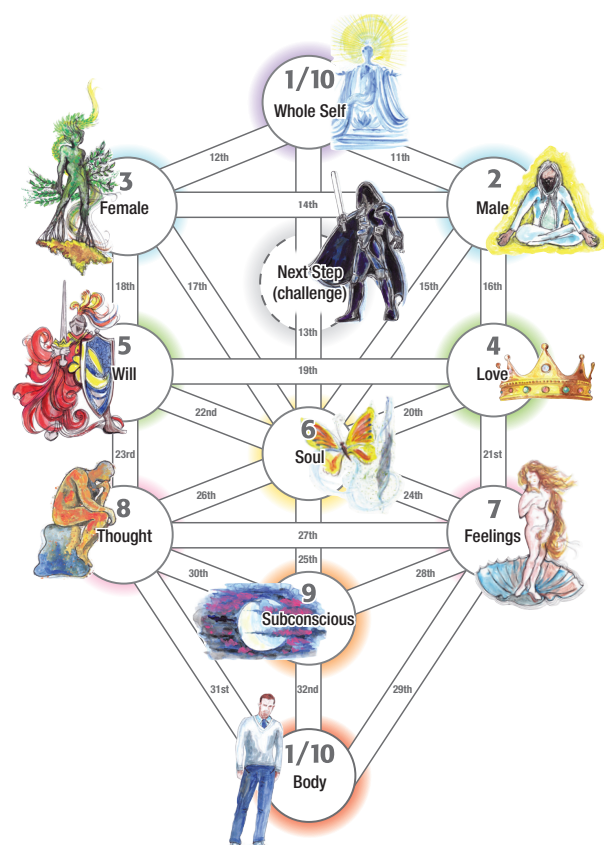 1/10
Whole Self
12th
11th
3
Female
2
Male
14th
Next Step
(challenge)
18th
17th
15th
16th
13th
5
Will
4
Love
19th
22nd
20th
6
Soul
23rd
21st
26th
24th
8
Thought
7
Feelings
27th
25th
30th
28th
9
Subconscious
31st
32nd
29th
1/10
Body